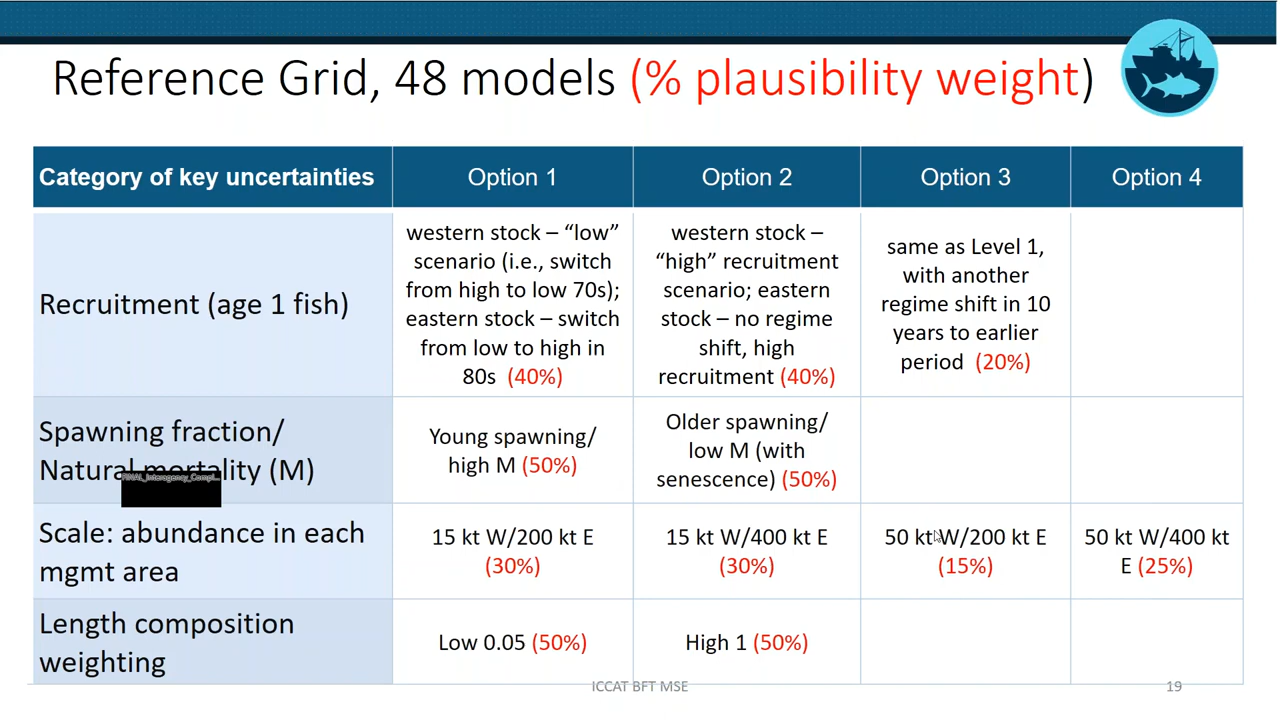 Reference Grid, 48 models (% plausibility weight)
Category of key uncertainties
Option 1
Option 2
Option 3
Option 4
Recruitment (age 1 fish)
western stock – “low”
scenario (i.e., switch
from high to low 70s);
eastern stock – switch
from low to high in
80s (40%)
western stock –
“high” recruitment
scenario; eastern
stock – no regime
shift, high
recruitment (40%)
same as Level 1,
with another
regime shift in 10
years to earlier
period (20%)
Spawning fraction/
Natural mortality (M)
Young spawning/
high M (50%)
Older spawning/
low M (with
senescence) (50%)
Scale: abundance in each
mgmt area
15 kt W/200 kt E
(30%)
15 kt W/400 kt E
(30%)
50 kt W/200 kt E
(15%)
50 kt W/400 kt
E (25%)
Length composition
weighting
Low 0.05 (50%)
High 1 (50%)
ICCAT BFT MSE
19